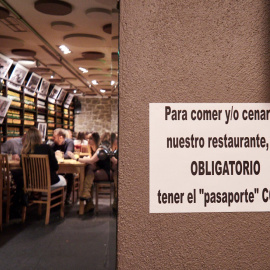 Para comer y/o cenar
nuestro restaurante,
OBLIGATORIO
tener el "pasaporte" C